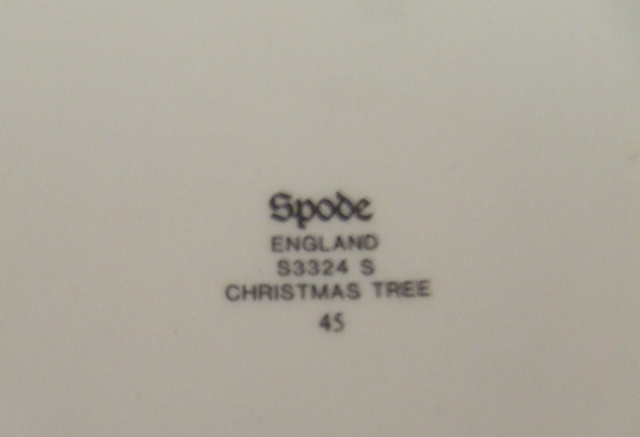 Spode
ENGLAND
S3324 S
CHRISTMAS TREE
45